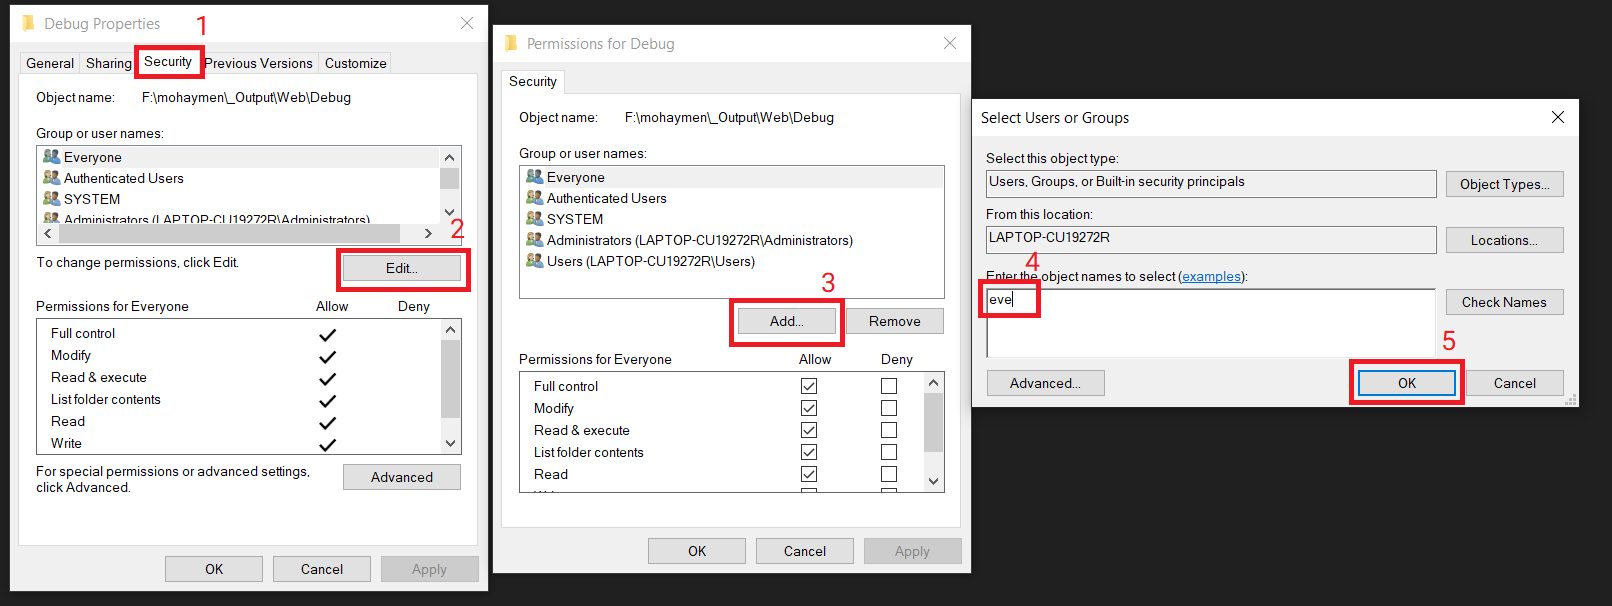 Debug Properties
1
General Sharing Security Previous Versions Customize
Object name: F:\mohaymen\_Output\Web\Debug
Group or user names:
Everyone
Authenticated Users
SYSTEM
Administrators (LAPTOP-CU19272R\Administrators)
2
To change permissions, click Edit.
Edit...
Permissions for Everyone Allow Deny
Full control
Modify
Read & execute
List folder contents
Read
Write
For special permissions or advanced settings,
click Advanced.
Advanced
OK Cancel Apply
Permissions for Debug
Security
Object name: F:\mohaymen\_Output\Web\Debug
Group or user names:
Everyone
Authenticated Users
SYSTEM
Administrators (LAPTOP-CU19272R\Administrators)
Users (LAPTOP-CU19272R\Users)
3
Add... Remove
Permissions for Everyone Allow Deny
Full control
Modify
Read & execute
List folder contents
Read
OK Cancel Apply
Select Users or Groups
Select this object type:
Users, Groups, or Built-in security principals
Object Types...
From this location:
LAPTOP-CU19272R
Locations...
4
Enter the object names to select (examples):
eve
Check Names
5
Advanced...
OK Cancel